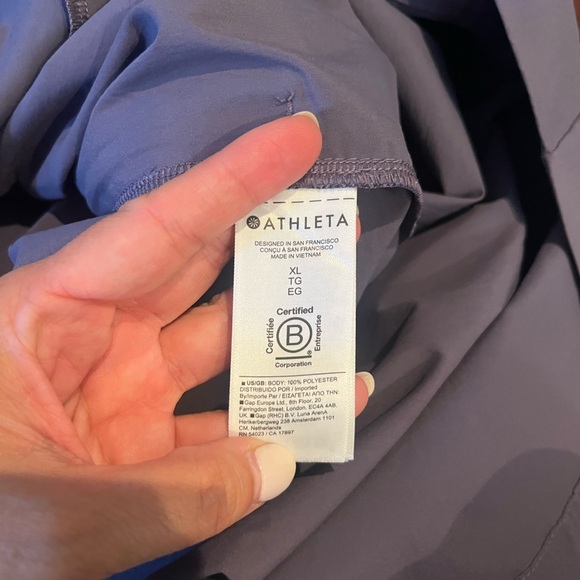 ATHLETA
DESIGNED IN SAN FRANCISCO
CONÇU À SAN FRANCISCO
MADE IN VIETNAM
XL
TG
EG
Certified
Certifiée
B
Entreprise
®
Corporation
US/GB: BODY: 100% POLYESTER
DISTRIBUIDO POR / Imported
By/Importé Par / ΕΙΣΑΓΕΤΑΙ ΑΠΟ ΤΗΝ:
Gap Europe Ltd., 8th Floor, 20
Farringdon Street, London. EC4A 4AB,
UK. Gap (RHC) B.V. Luna ArenA
Herikerbergweg 238 Amsterdam 1101
CM, Netherlands
RN 54023 / CA 17897